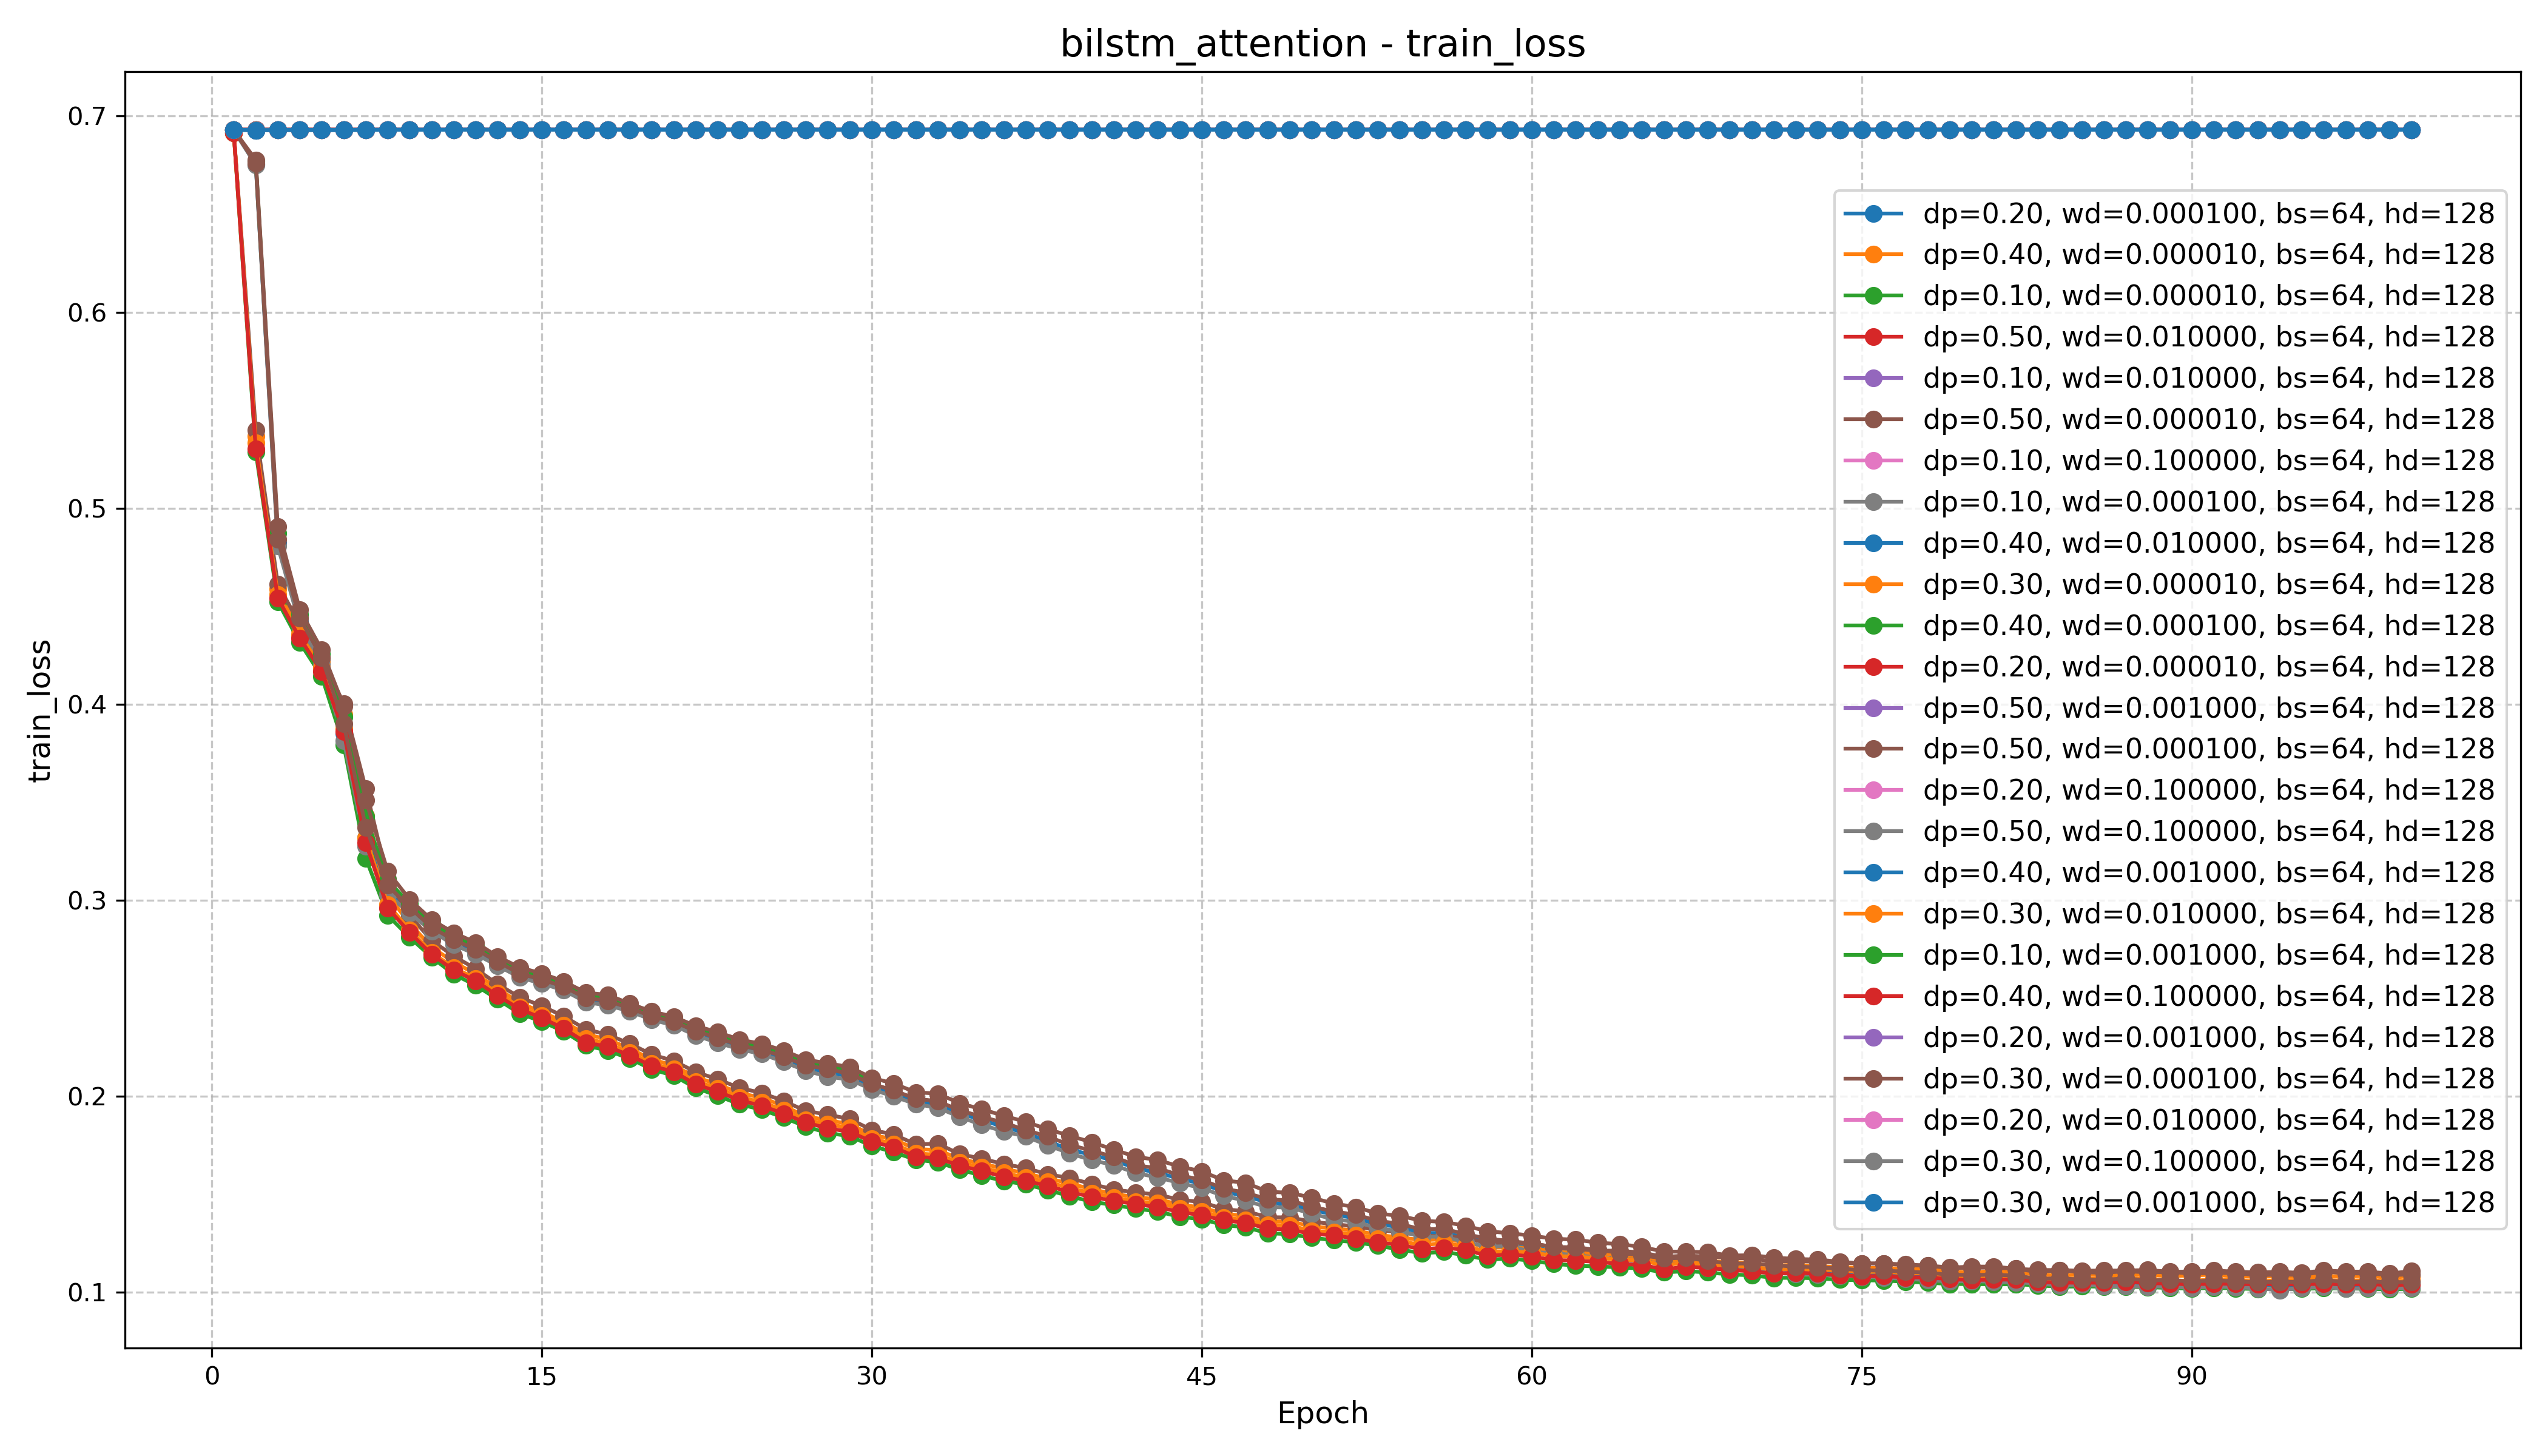 bilstm_attention - train_loss
train_loss
0.7
0.6
0.5
0.4
0.3
0.2
0.1
0 15 30 45 60 75 90
Epoch
dp=0.20, wd=0.000100, bs=64, hd=128
dp=0.40, wd=0.000010, bs=64, hd=128
dp=0.10, wd=0.000010, bs=64, hd=128
dp=0.50, wd=0.010000, bs=64, hd=128
dp=0.10, wd=0.010000, bs=64, hd=128
dp=0.50, wd=0.000010, bs=64, hd=128
dp=0.10, wd=0.100000, bs=64, hd=128
dp=0.10, wd=0.000100, bs=64, hd=128
dp=0.40, wd=0.010000, bs=64, hd=128
dp=0.30, wd=0.000010, bs=64, hd=128
dp=0.40, wd=0.000100, bs=64, hd=128
dp=0.20, wd=0.000010, bs=64, hd=128
dp=0.50, wd=0.001000, bs=64, hd=128
dp=0.50, wd=0.000100, bs=64, hd=128
dp=0.20, wd=0.100000, bs=64, hd=128
dp=0.50, wd=0.100000, bs=64, hd=128
dp=0.40, wd=0.001000, bs=64, hd=128
dp=0.30, wd=0.010000, bs=64, hd=128
dp=0.10, wd=0.001000, bs=64, hd=128
dp=0.40, wd=0.100000, bs=64, hd=128
dp=0.20, wd=0.001000, bs=64, hd=128
dp=0.30, wd=0.000100, bs=64, hd=128
dp=0.20, wd=0.010000, bs=64, hd=128
dp=0.30, wd=0.100000, bs=64, hd=128
dp=0.30, wd=0.001000, bs=64, hd=128